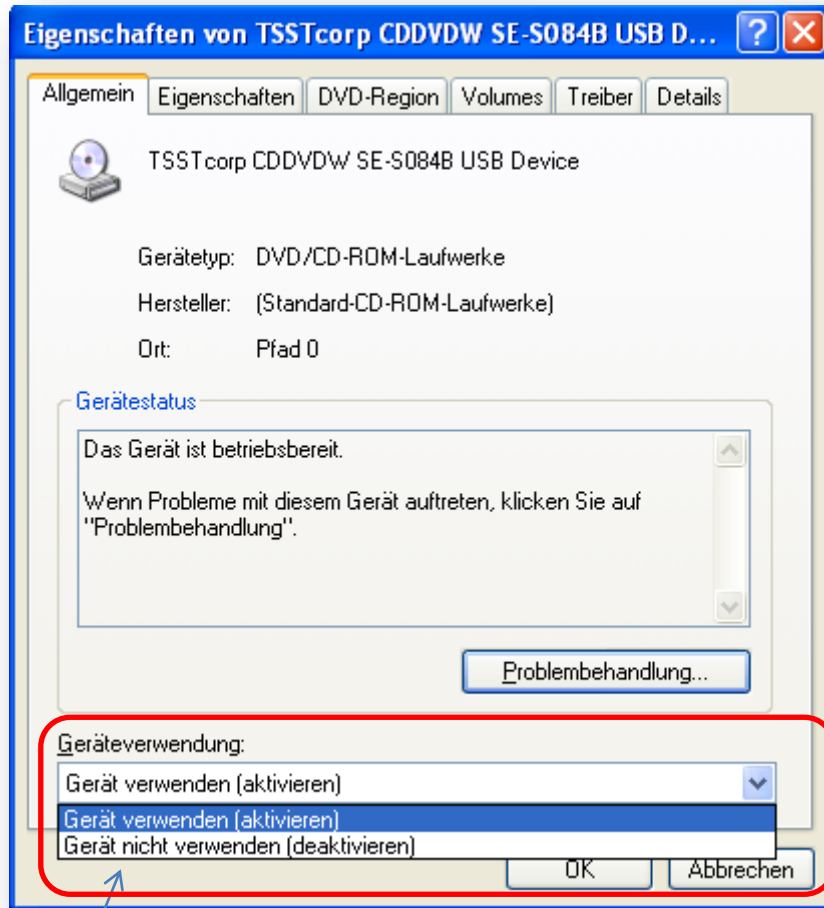 Eigenschaften von TSSTcorp CDDVDW SE-S084B USB D... ?
Allgemein Eigenschaften DVD-Region Volumes Treiber Details
TSSTcorp CDDVDW SE-S084B USB Device
Gerätetyp: DVD/CD-ROM-Laufwerke
Hersteller: (Standard-CD-ROM-Laufwerke)
Ort: Pfad 0
Gerätestatus
Das Gerät ist betriebsbereit.
Wenn Probleme mit diesem Gerät auftreten, klicken Sie auf
"Problembehandlung".
Problembehandlung...
Geräteverwendung:
Gerät verwenden (aktivieren)
Gerät verwenden (aktivieren)
Gerät nicht verwenden (deaktivieren)
OK Abbrechen